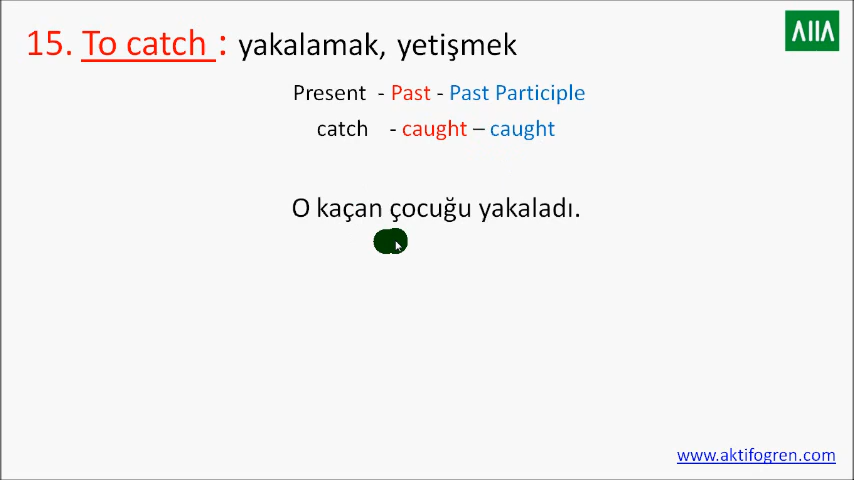 15. To catch : yakalamak, yetişmek
Present - Past - Past Participle
catch - caught – caught
O kaçan çocuğu yakaladı.
www.aktifogren.com